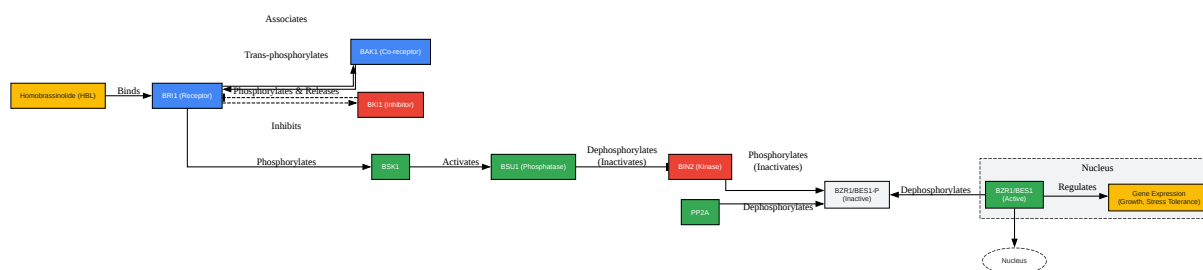 Associates
Trans-phosphorylates
BAK1 (Co-receptor)
Homobrassinolide (HBL)
Binds
BRI1 (Receptor)
Phosphorylates & Releases
BKI1 (Inhibitor)
Inhibits
Phosphorylates
BSK1
Activates
BSU1 (Phosphatase)
Dephosphorylates
(Inactivates)
BIN2 (Kinase)
Phosphorylates
(Inactivates)
PP2A
Dephosphorylates
BZR1/BES1-P
(Inactive)
Dephosphorylates
Nucleus
BZR1/BES1
(Active)
Regulates
Gene Expression
(Growth, Stress Tolerance)
Nucleus